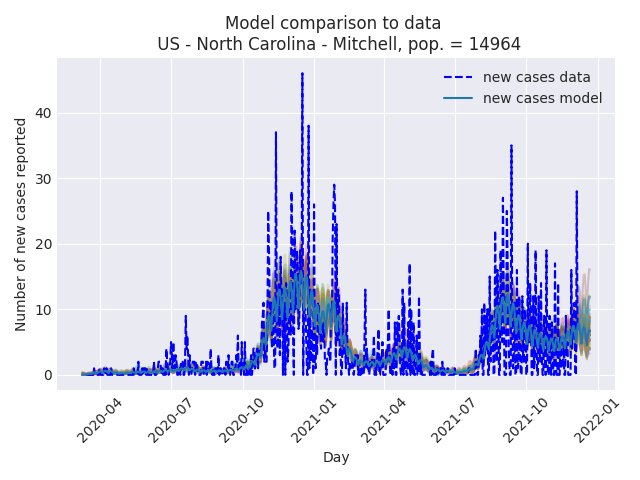 Model comparison to data
US - North Carolina - Mitchell, pop. = 14964
new cases data
new cases model
Number of new cases reported
40
30
20
10
0
2020-04
2020-07
2020-10
2021-01
2021-04
2021-07
2021-10
2022-01
Day